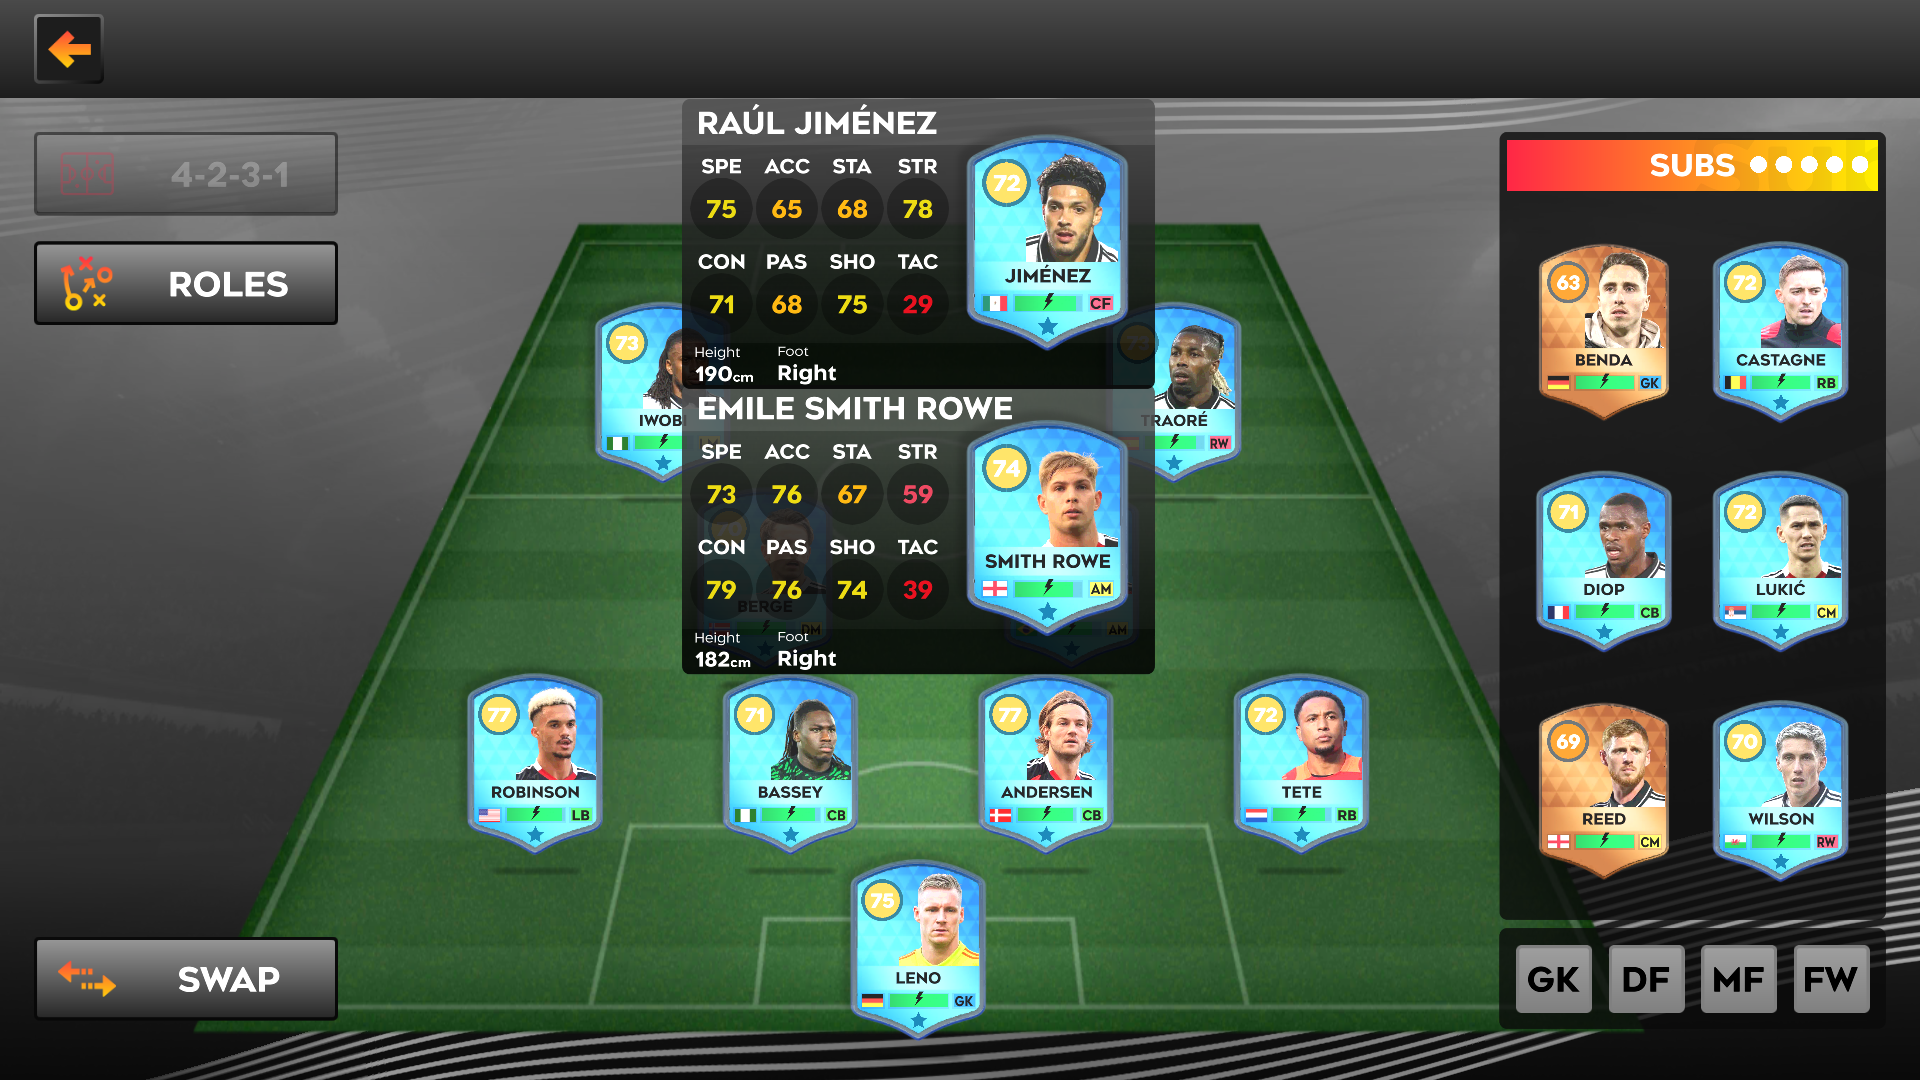 4-2-3-1
ROLES
SWAP
RAÚL JIMÉNEZ
SPE ACC STA STR
75 65 68 78
CON PAS SHO TAC
71 68 75 29
Height Foot
190cm Right
72
JIMÉNEZ
CF
EMILE SMITH ROWE
SPE ACC STA STR
73 76 67 59
CON PAS SHO TAC
79 76 74 39
Height Foot
182cm Right
74
SMITH ROWE
AM
73
IWOBI
TRAORÉ
RW
BERGE
DM
AM
77
ROBINSON
LB
71
BASSEY
CB
77
ANDERSEN
CB
72
TETE
RB
75
LENO
GK
SUBS
63
BENDA
GK
72
CASTAGNE
RB
71
DIOP
CB
72
LUKIĆ
CM
69
REED
CM
70
WILSON
RW
GK DF MF FW